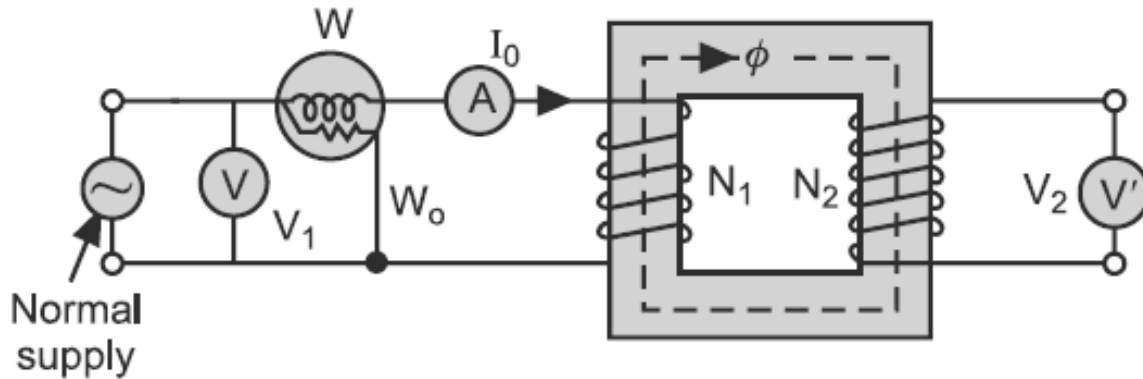 W
I₀
A
ϕ
V
V₁
Wₒ
N₁
N₂
V₂
V'
Normal
supply